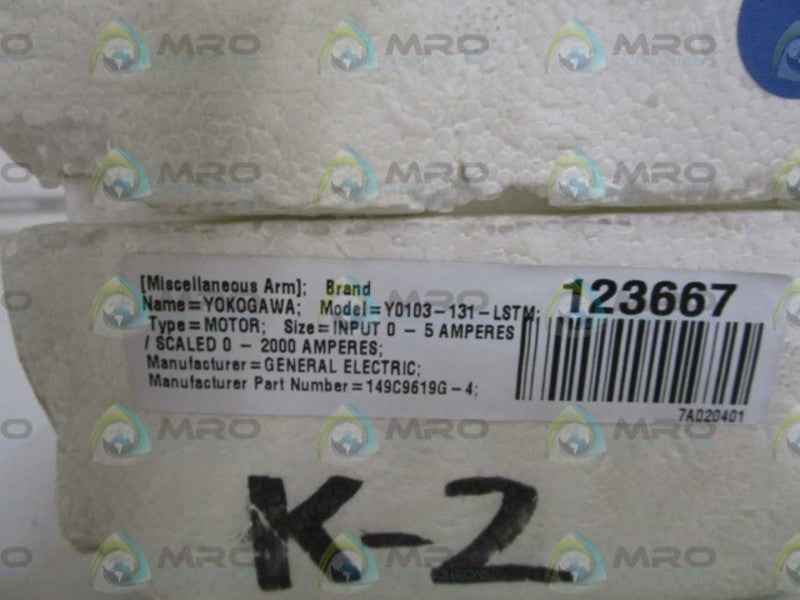 [Miscellaneous Arm]; Brand
Name=YOKOGAWA; Model=Y0103-131-LSTM;
Type=MOTOR; Size=INPUT 0 - 5 AMPERES
/ SCALED 0 - 2000 AMPERES;
Manufacturer=GENERAL ELECTRIC;
Manufacturer Part Number=149C9619G-4;
123667
7A020401
K-2
MRO